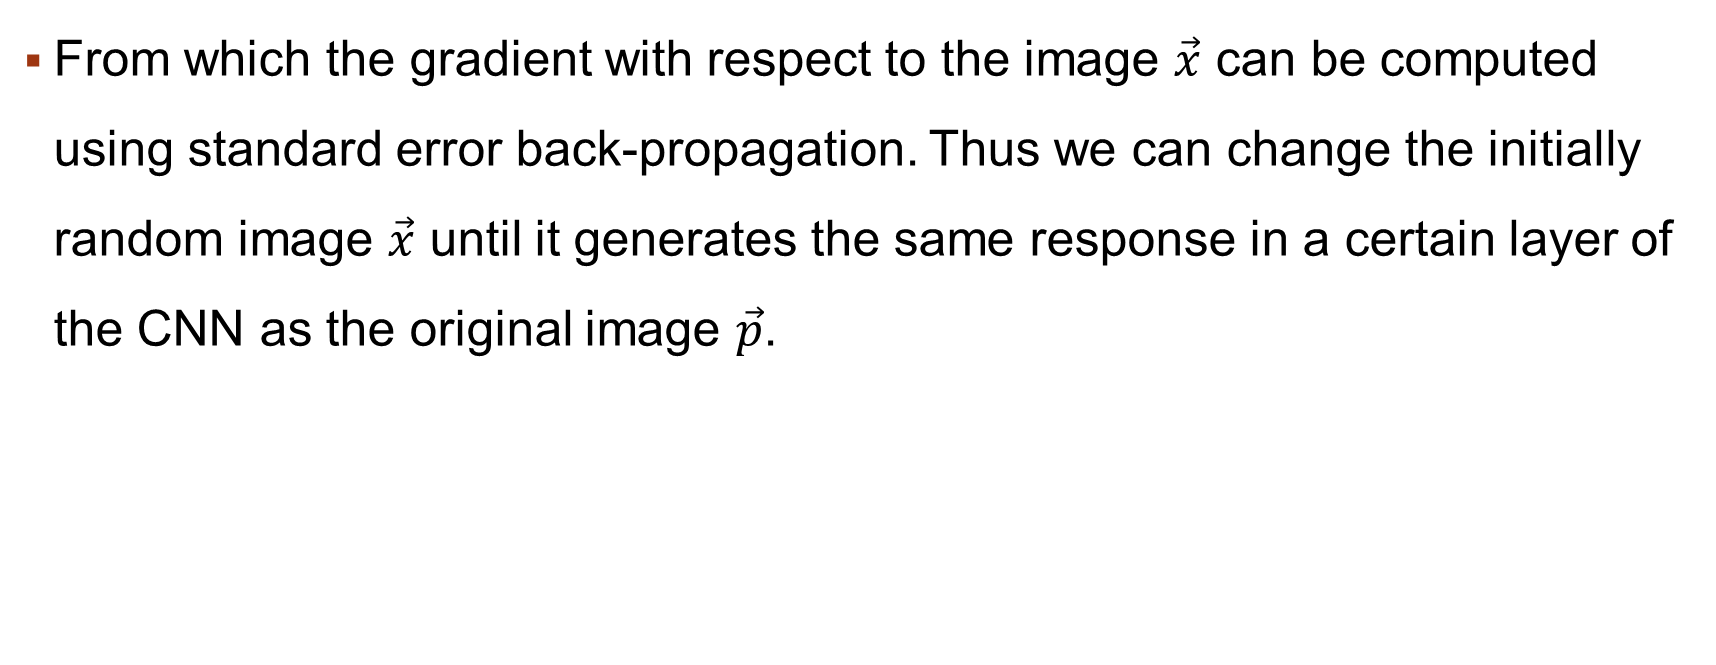 ▪ From which the gradient with respect to the image x⃗ can be computed
using standard error back-propagation. Thus we can change the initially
random image x⃗ until it generates the same response in a certain layer of
the CNN as the original image p⃗.